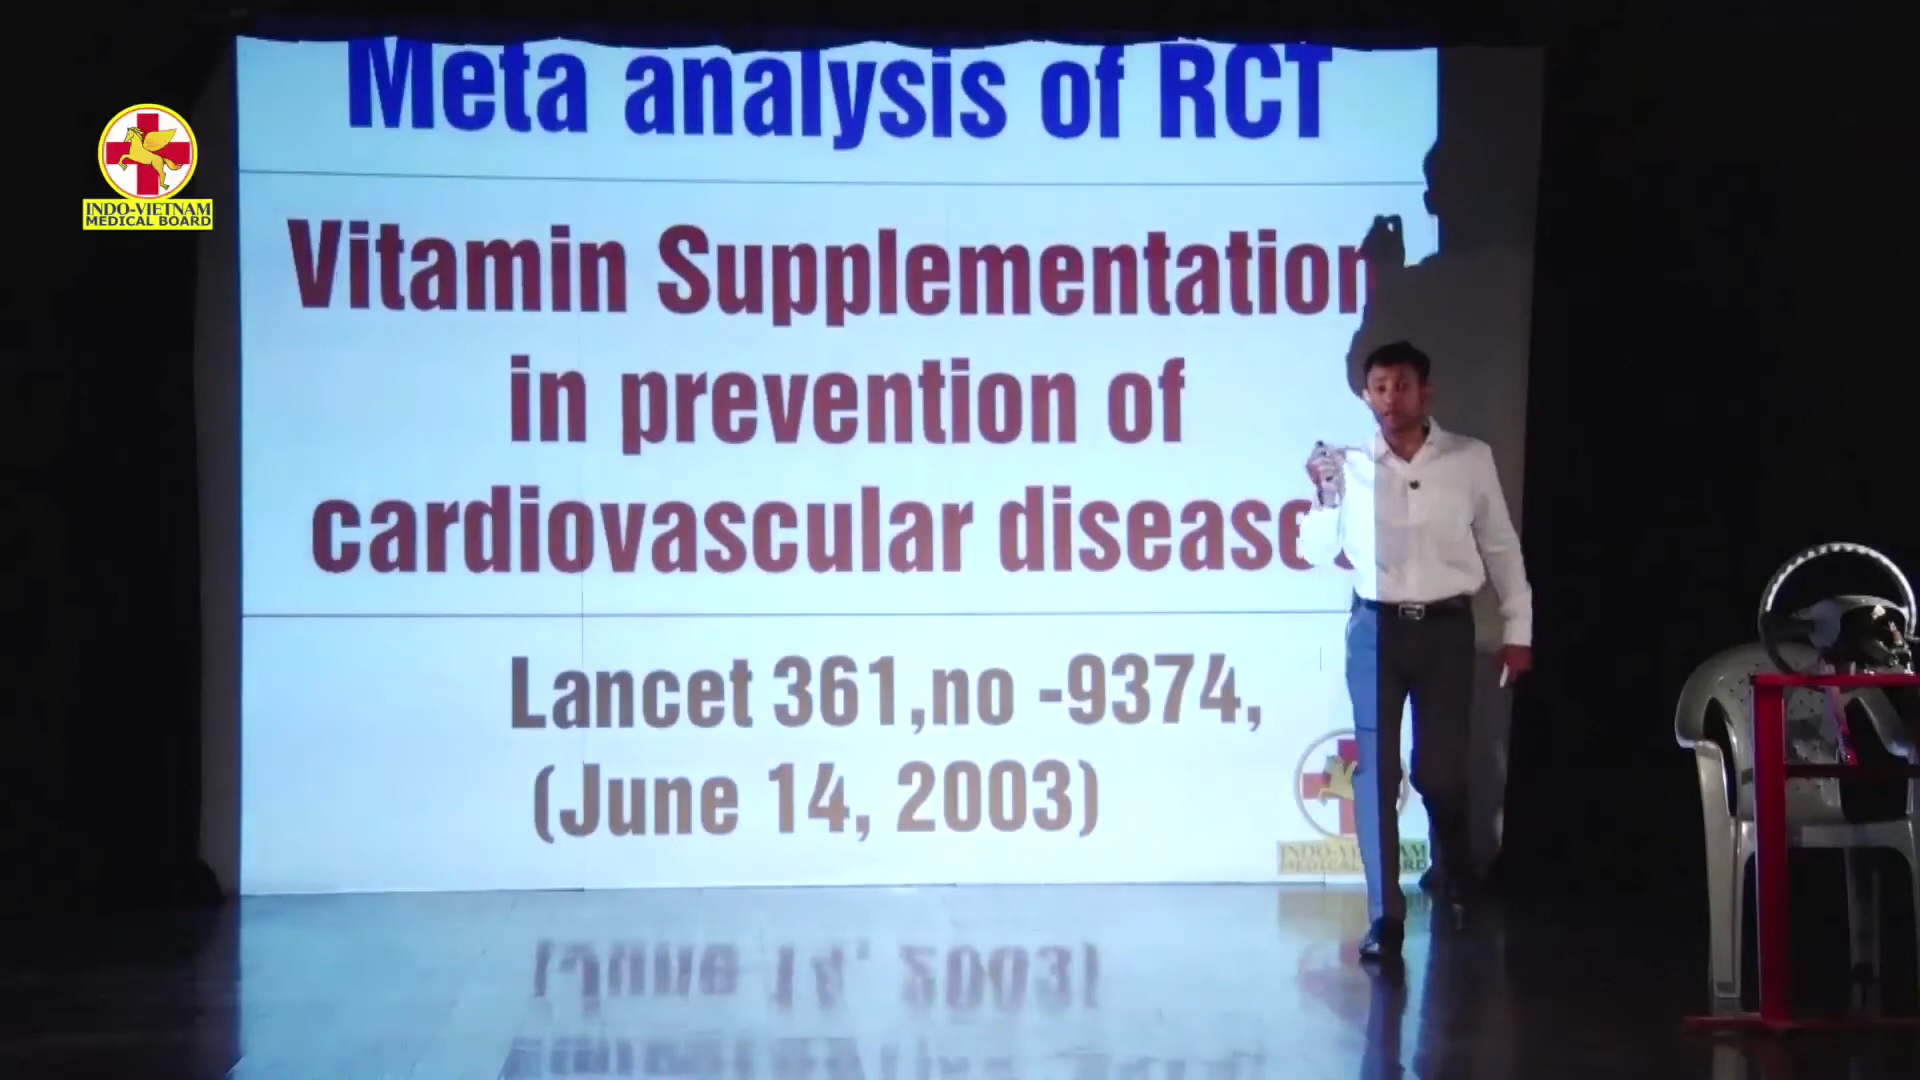 Meta analysis of RCT
INDO-VIETNAM
MEDICAL BOARD
Vitamin Supplementation
in prevention of
cardiovascular disease
Lancet 361,no -9374,
(June 14, 2003)